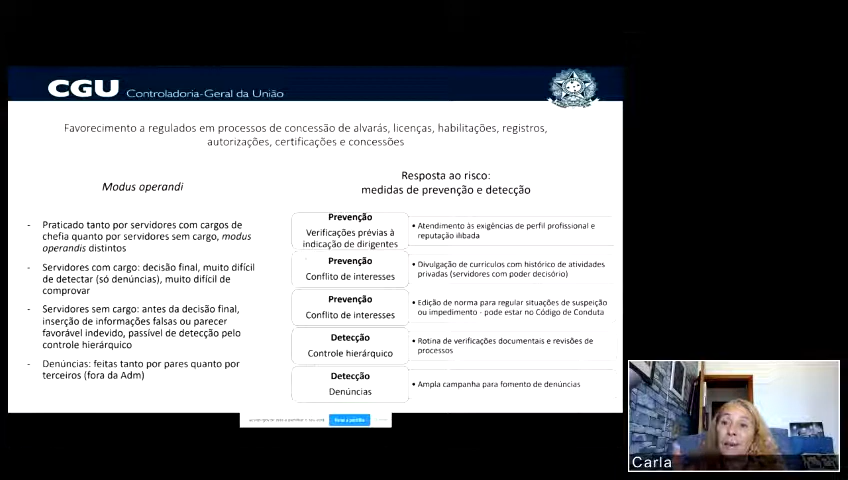 CGU Controladoria-Geral da União
Favorecimento a regulados em processos de concessão de alvarás, licenças, habilitações, registros,
autorizações, certificações e concessões
Modus operandi
- Praticado tanto por servidores com cargos de
chefia quanto por servidores sem cargo, modus
operandis distintos
- Servidores com cargo: decisão final, muito difícil
de detectar (só denúncias), muito difícil de
comprovar
- Servidores sem cargo: antes da decisão final,
inserção de informações falsas ou parecer
favorável indevido, passível de detecção pelo
controle hierárquico
- Denúncias: feitas tanto por pares quanto por
terceiros (fora da Adm)
Resposta ao risco:
medidas de prevenção e detecção
Prevenção
Verificações prévias à
indicação de dirigentes
• Atendimento às exigências de perfil profissional e
reputação ilibada
Prevenção
Conflito de interesses
• Divulgação de currículos com histórico de atividades
privadas (servidores com poder decisório)
Prevenção
Conflito de interesses
• Edição de norma para regular situações de suspeição
ou impedimento - pode estar no Código de Conduta
Detecção
Controle hierárquico
• Rotina de verificações documentais e revisões de
processos
Detecção
Denúncias
• Ampla campanha para fomento de denúncias
Carla